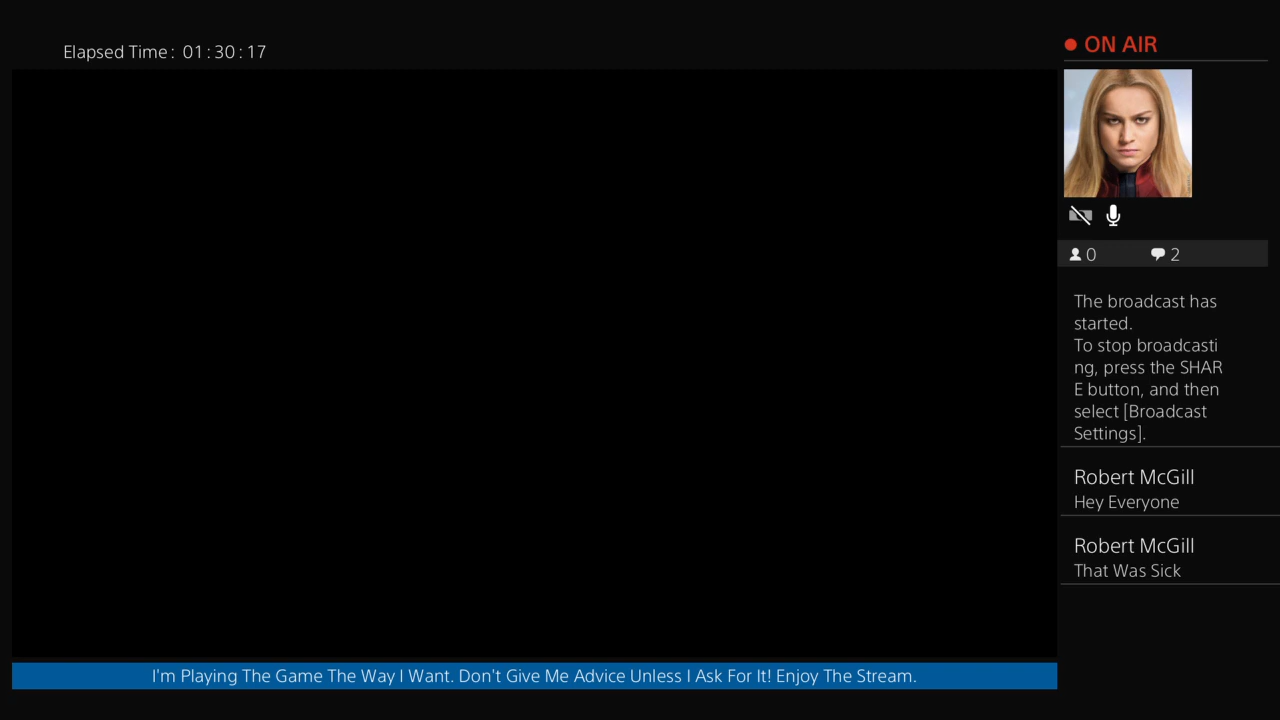 Elapsed Time: 01:30:17
ON AIR
0
2
The broadcast has
started.
To stop broadcasti
ng, press the SHAR
E button, and then
select [Broadcast
Settings].
Robert McGill
Hey Everyone
Robert McGill
That Was Sick
I'm Playing The Game The Way I Want. Don't Give Me Advice Unless I Ask For It! Enjoy The Stream.